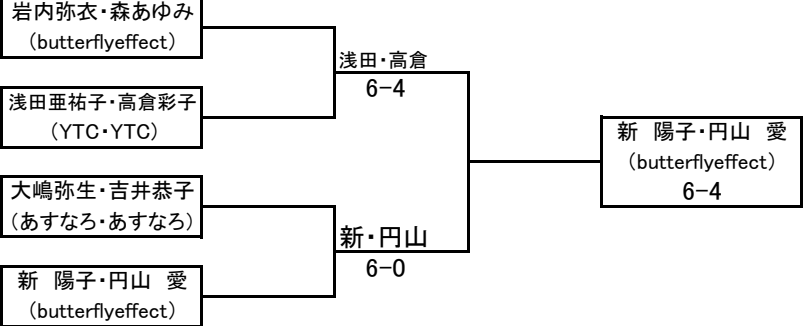 岩内弥衣・森あゆみ
（butterflyeffect）
浅田・高倉
6-4
浅田亜祐子・高倉彩子
（YTC・YTC）
新　陽子・円山　愛
（butterflyeffect）
6-4
大嶋弥生・吉井恭子
（あすなろ・あすなろ）
新・円山
6-0
新　陽子・円山　愛
（butterflyeffect）